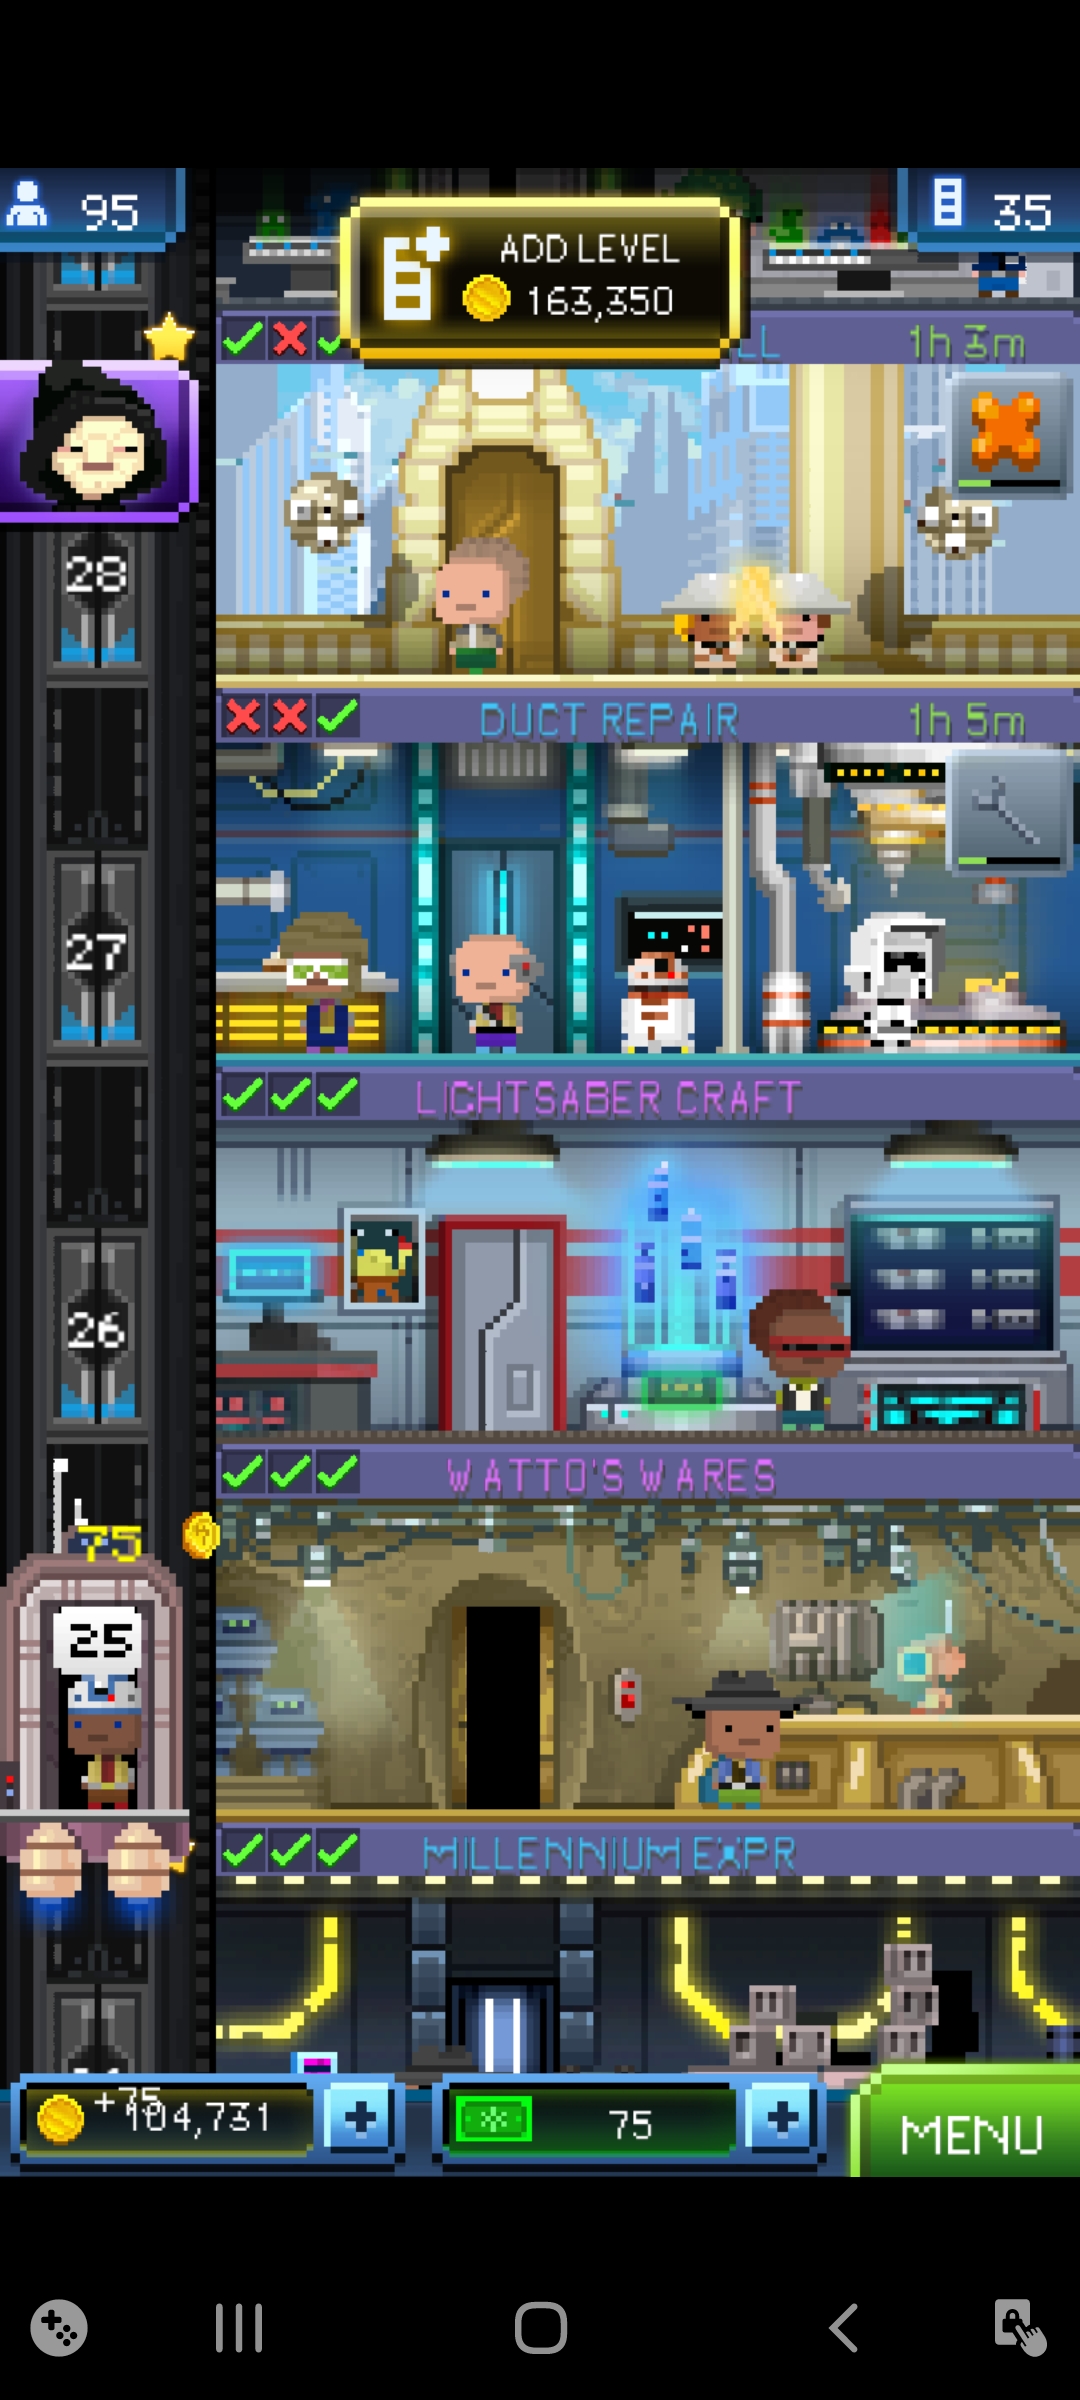 95
ADD LEVEL
163,350
35
LL
1h 3m
28
DUCT REPAIR
1h 5m
27
LIGHTSABER CRAFT
26
WATTO'S WARES
75
25
MILLENNIUM EXPR
+75
104,731
75
MENU